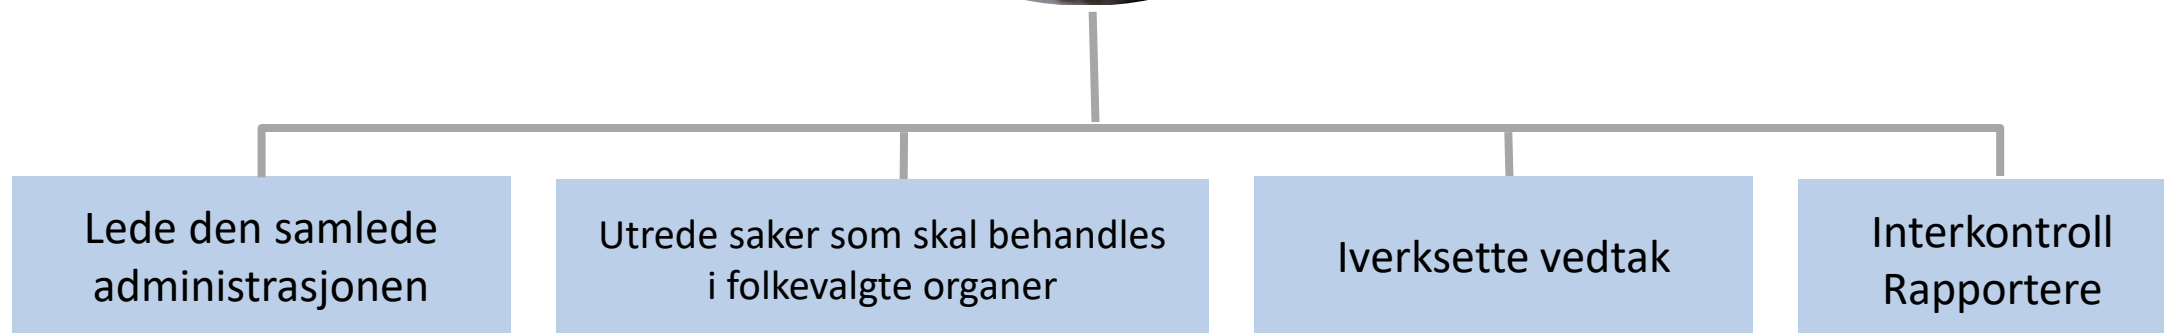 Lede den samlede
administrasjonen
Utrede saker som skal behandles
i folkevalgte organer
Iverksette vedtak
Interkontroll
Rapportere